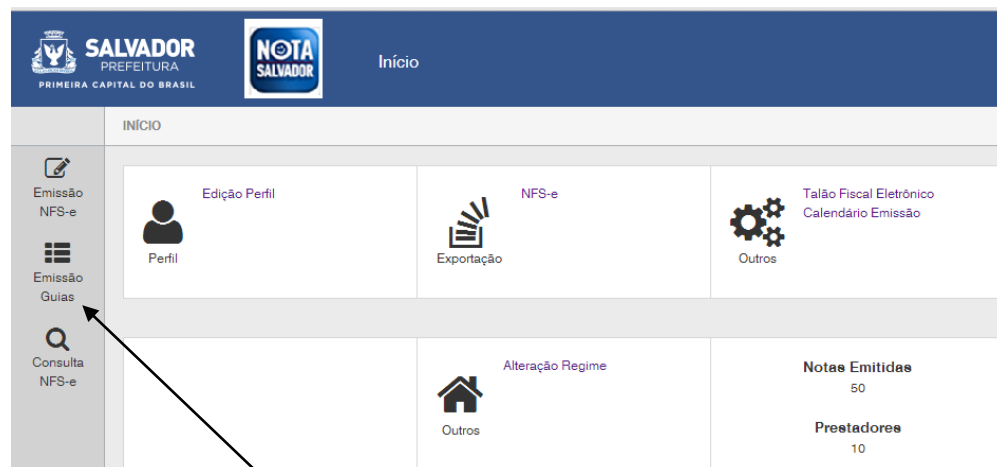 SALVADOR
PREFEITURA
PRIMEIRA CAPITAL DO BRASIL
NOTA
SALVADOR
Início
INÍCIO
Emissão
NFS-e
Emissão
Guias
Consulta
NFS-e
Edição Perfil
Perfil
NFS-e
Exportação
Talão Fiscal Eletrônico
Calendário Emissão
Outros
Alteração Regime
Outros
Notas Emitidas
50
Prestadores
10